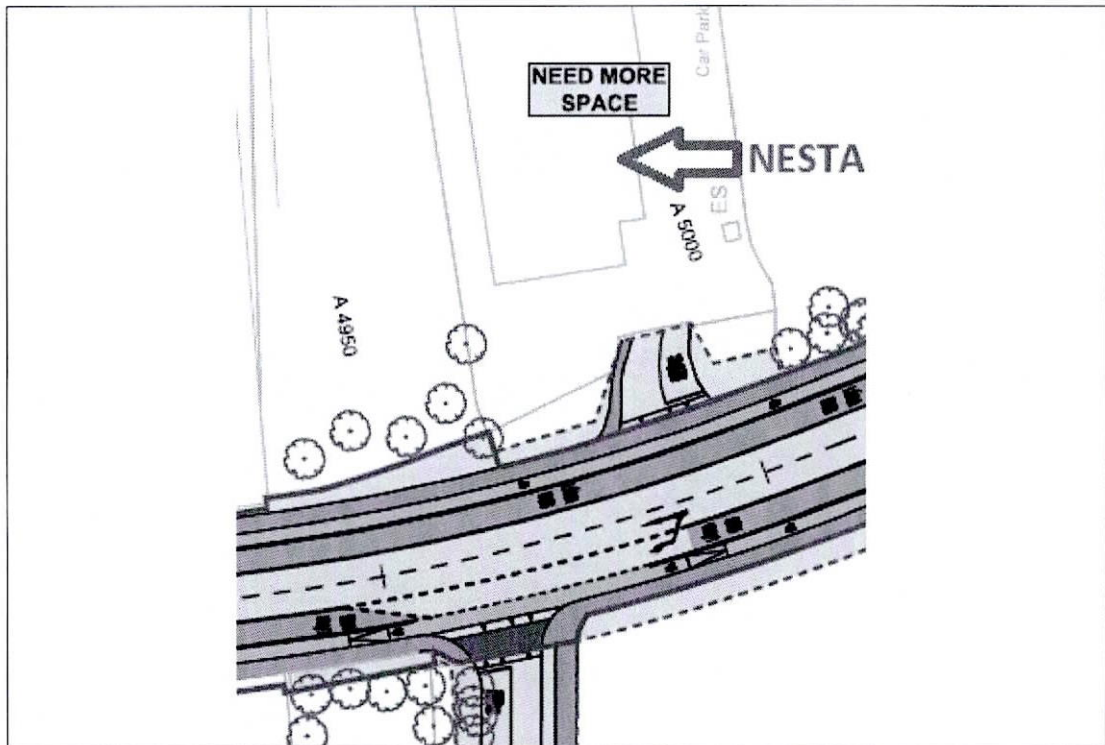 Car Park
NEED MORE
SPACE
NESTA
ES
A 5000
A 4950